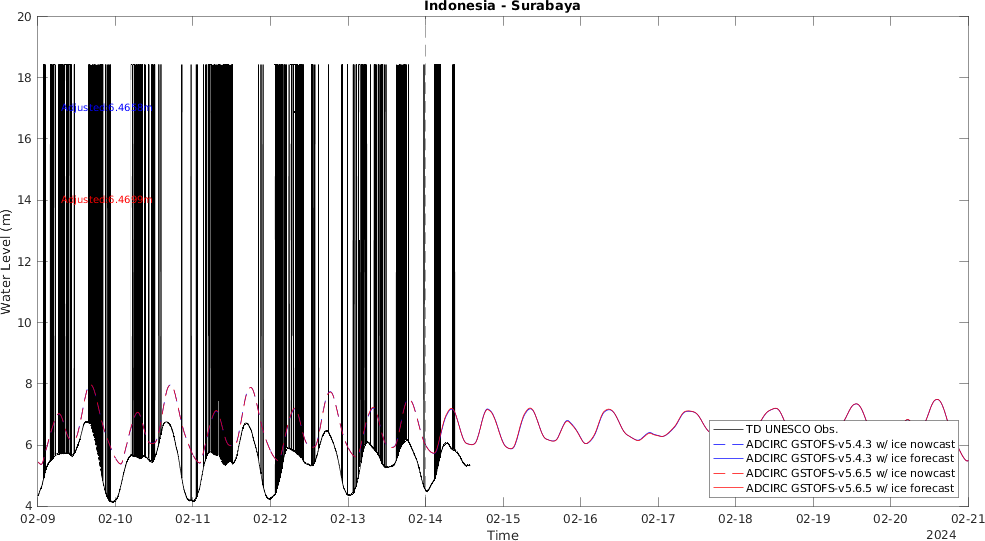 Indonesia - Surabaya
20
18
16
14
12
10
8
6
4
Water Level (m)
02-09 02-10 02-11 02-12 02-13 02-14 02-15 02-16 02-17 02-18 02-19 02-20 02-21
Time
2024
TD UNESCO Obs.
ADCIRC GSTOFS-v5.4.3 w/ ice nowcast
ADCIRC GSTOFS-v5.4.3 w/ ice forecast
ADCIRC GSTOFS-v5.6.5 w/ ice nowcast
ADCIRC GSTOFS-v5.6.5 w/ ice forecast